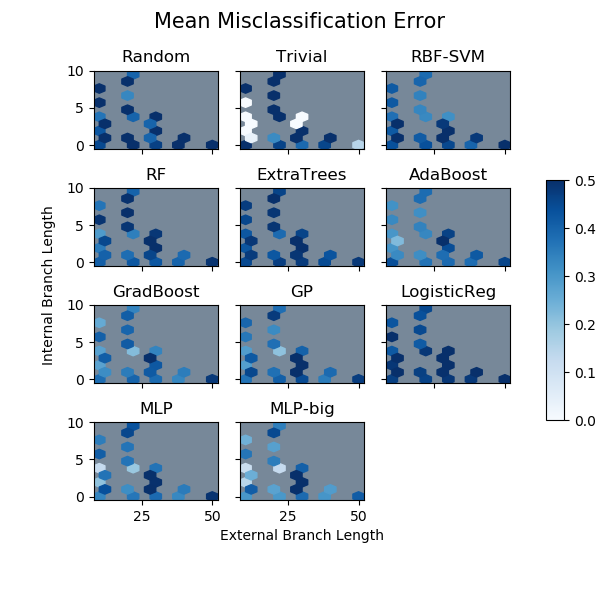 Mean Misclassification Error
Random
Trivial
RBF-SVM
10
5
0
RF
ExtraTrees
AdaBoost
10
5
0
GradBoost
GP
LogisticReg
10
5
0
MLP
MLP-big
10
5
0
25
50
25
50
Internal Branch Length
External Branch Length
0.5
0.4
0.3
0.2
0.1
0.0